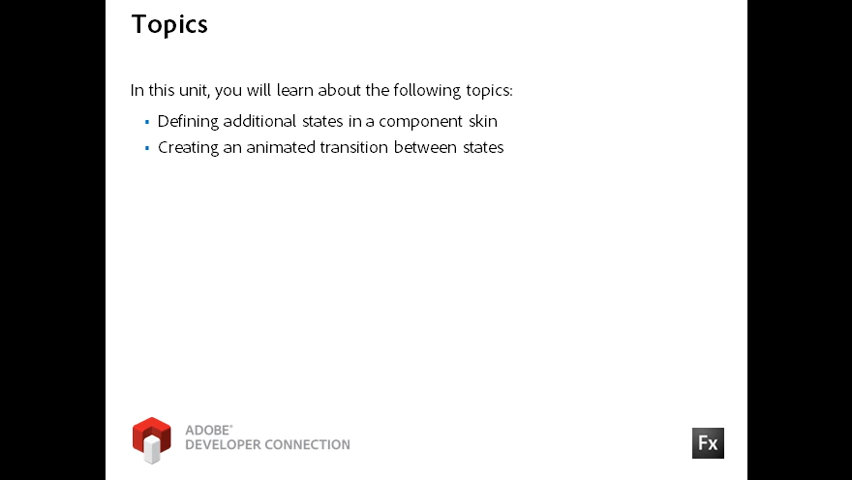 Topics
In this unit, you will learn about the following topics:
▪ Defining additional states in a component skin
▪ Creating an animated transition between states
ADOBE®
DEVELOPER CONNECTION
Fx